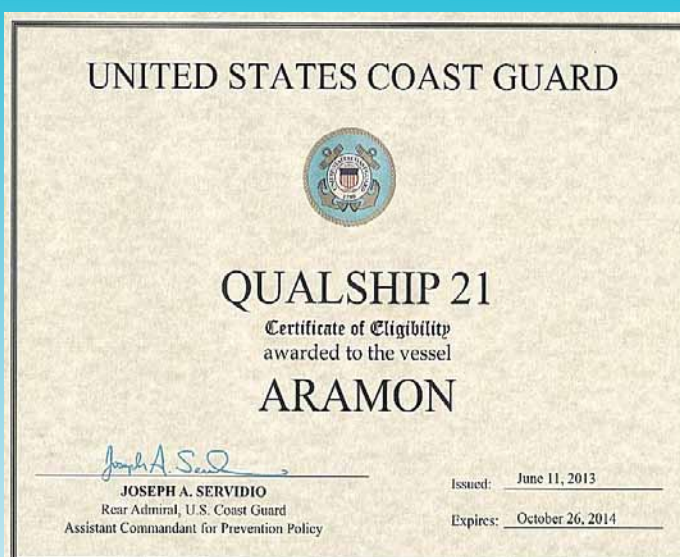 UNITED STATES COAST GUARD
QUALSHIP 21
Certificate of Eligibility
awarded to the vessel
ARAMON
JOSEPH A. SERVIDIO
Rear Admiral, U.S. Coast Guard
Assistant Commandant for Prevention Policy
Issued: June 11, 2013
Expires: October 26, 2014